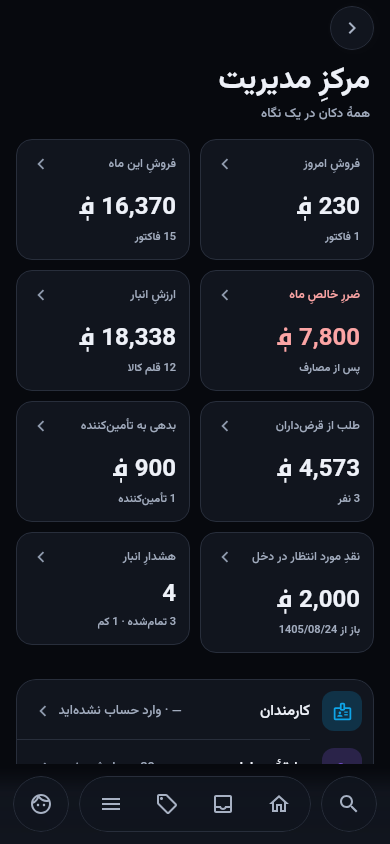 مرکزِ مدیریت
همهٔ دکان در یک نگاه
فروشِ امروز
230 ؋
1 فاکتور
فروشِ این ماه
16,370 ؋
15 فاکتور
ضررِ خالصِ ماه
7,800 ؋
پس از مصارف
ارزشِ انبار
18,338 ؋
12 قلم کالا
طلب از قرض‌داران
4,573 ؋
3 نفر
بدهی به تأمین‌کننده
900 ؋
1 تأمین‌کننده
نقدِ مورد انتظار در دخل
2,000 ؋
باز از 1405/08/24
هشدارِ انبار
4
3 تمام‌شده · 1 کم
کارمندان
— · وارد حساب نشده‌اید